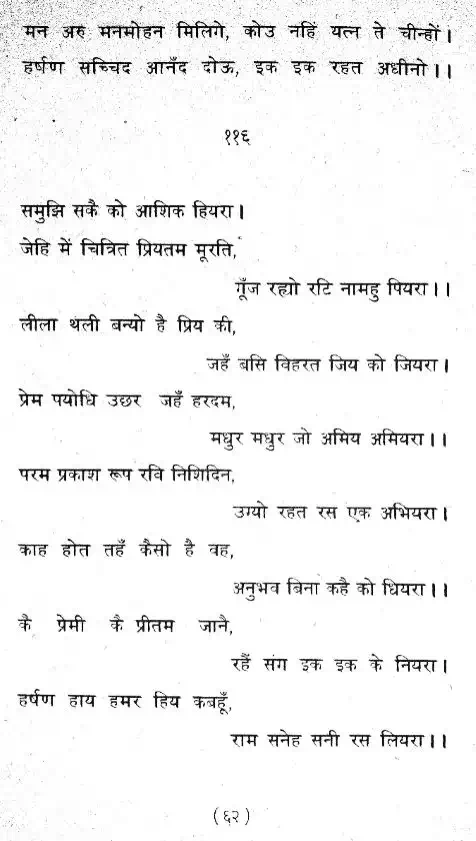 मन अरु मनमोहन मिलिगे, कोउ नहिं यत्न ते चीन्हों।
हर्षण सच्चिद आनँद दोऊ, इक इक रहत अधीनो।।
११६
समुझि सकै को आशिक हियरा।
जेहि में चित्रित प्रियतम मूरति,
गूँज रह्यो रटि नामहु पियरा।।
लीला थली बन्यो है प्रिय की,
जहँ बसि विहरत जिय को जियरा।
प्रेम पयोधि उछर जहँ हरदम,
मधुर मधुर जो अमिय अमियरा।।
परम प्रकाश रूप रवि निशिदिन,
उग्यो रहत रस एक अभियरा।
काह होत तहँ कैसो है वह,
अनुभव बिना कहै को धियरा।।
कै प्रेमी कै प्रीतम जानै,
रहैं संग इक इक के नियरा।
हर्षण हाय हमर हिय कबहूँ,
राम सनेह सनी रस लियरा।।
(६२)